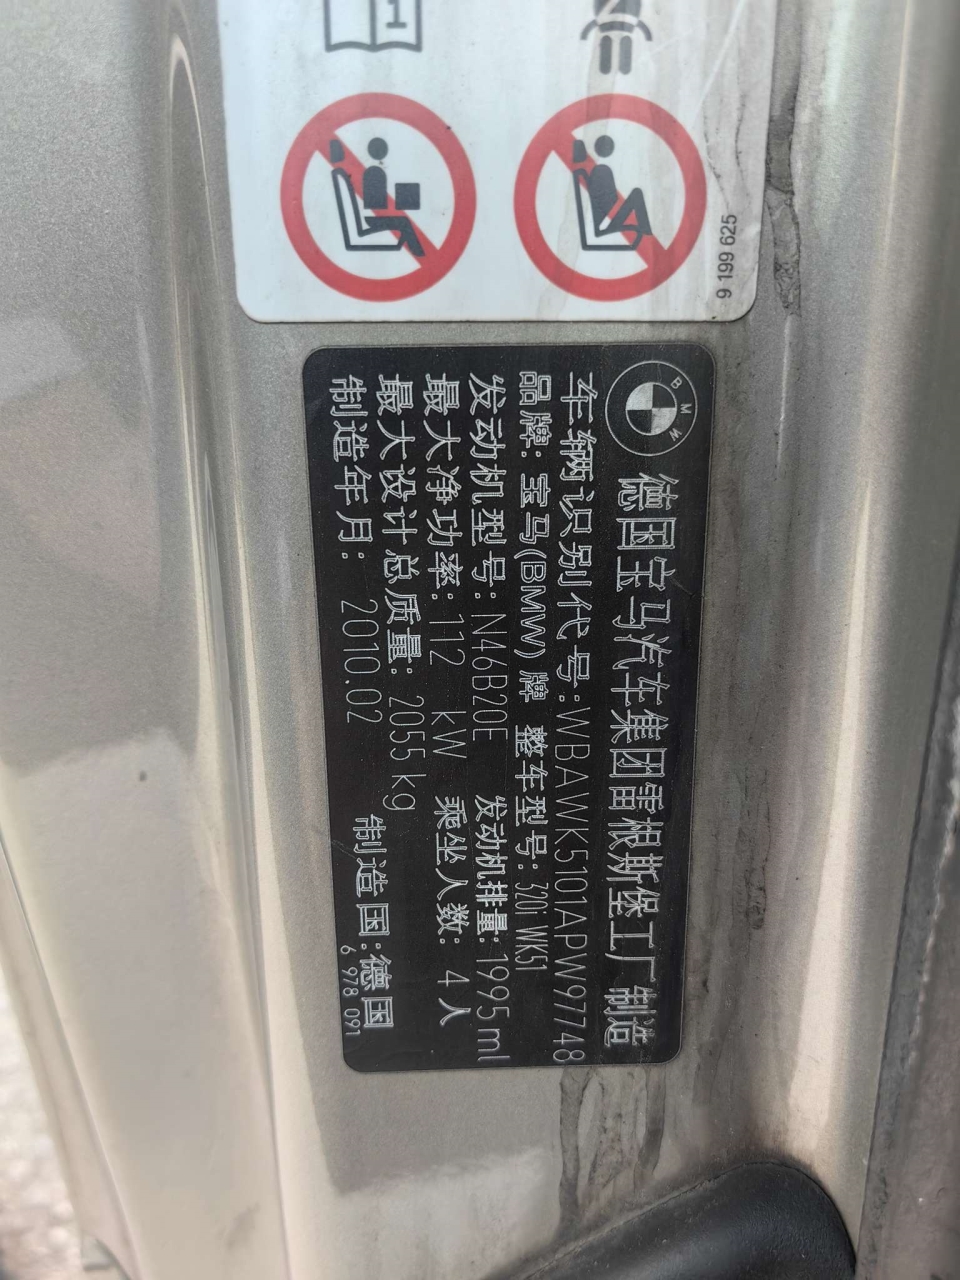 9 199 625
BMW
德国宝马汽车集团雷根斯堡工厂制造
车辆识别代号:WBAWK5101APW97748
品牌: 宝马(BMW)牌 整车型号: 320i WK51
发动机型号: N46B20E 发动机排量: 1995ml
最大净功率: 112 kW 乘坐人数: 4人
最大设计总质量: 2055kg
制造年月: 2010.02 制造国: 德国
6 978 091